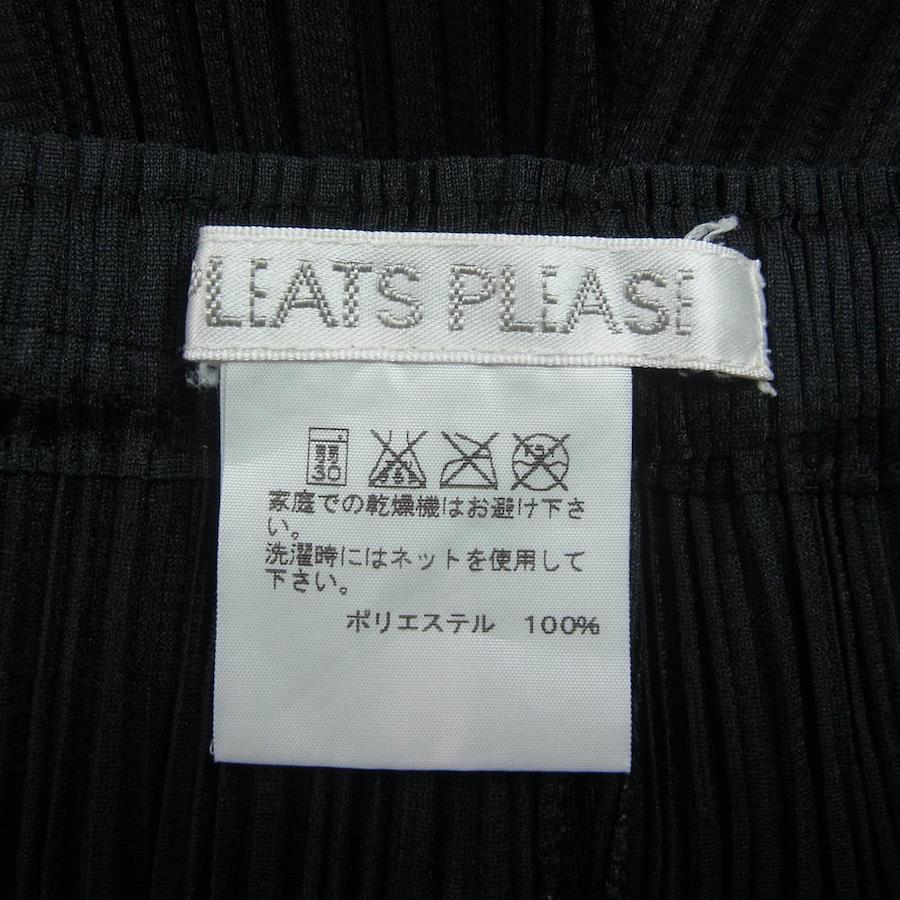 PLEATS PLEASE
弱
30
家庭での乾燥機はお避け下さ
い。
洗濯時にはネットを使用して
下さい。
ポリエステル 100%